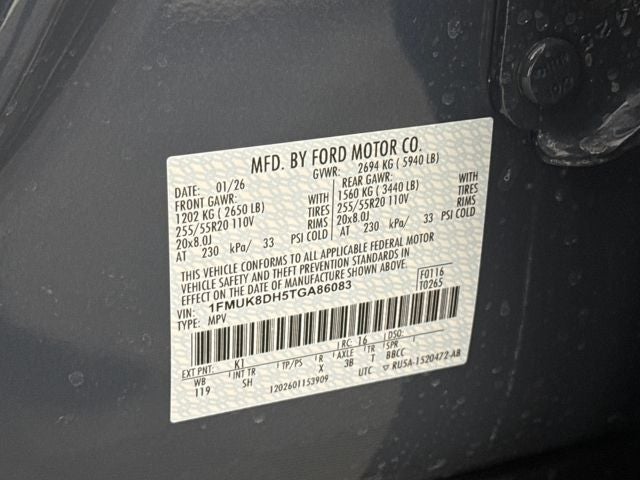 MFD. BY FORD MOTOR CO.
DATE: 01/26 GVWR: 2694 KG ( 5940 LB)
FRONT GAWR: REAR GAWR:
1202 KG ( 2650 LB) WITH 1560 KG ( 3440 LB) WITH
255/55R20 110V TIRES 255/55R20 110V TIRES
20x8.0J RIMS 20x8.0J RIMS
AT 230 kPa/ 33 PSI COLD AT 230 kPa/ 33 PSI COLD
THIS VEHICLE CONFORMS TO ALL APPLICABLE FEDERAL MOTOR
VEHICLE SAFETY AND THEFT PREVENTION STANDARDS IN
EFFECT ON THE DATE OF MANUFACTURE SHOWN ABOVE.
VIN: 1FMUK8DH5TGA86083 F0116
TYPE: MPV T0265
EXT PNT: K1 RC: 16 DSO:
WB INT TR TP/PS R AXLE TR SPR
119 SH X 3B T BBCC
1202601153909 UTC RU5A-1520472-AB